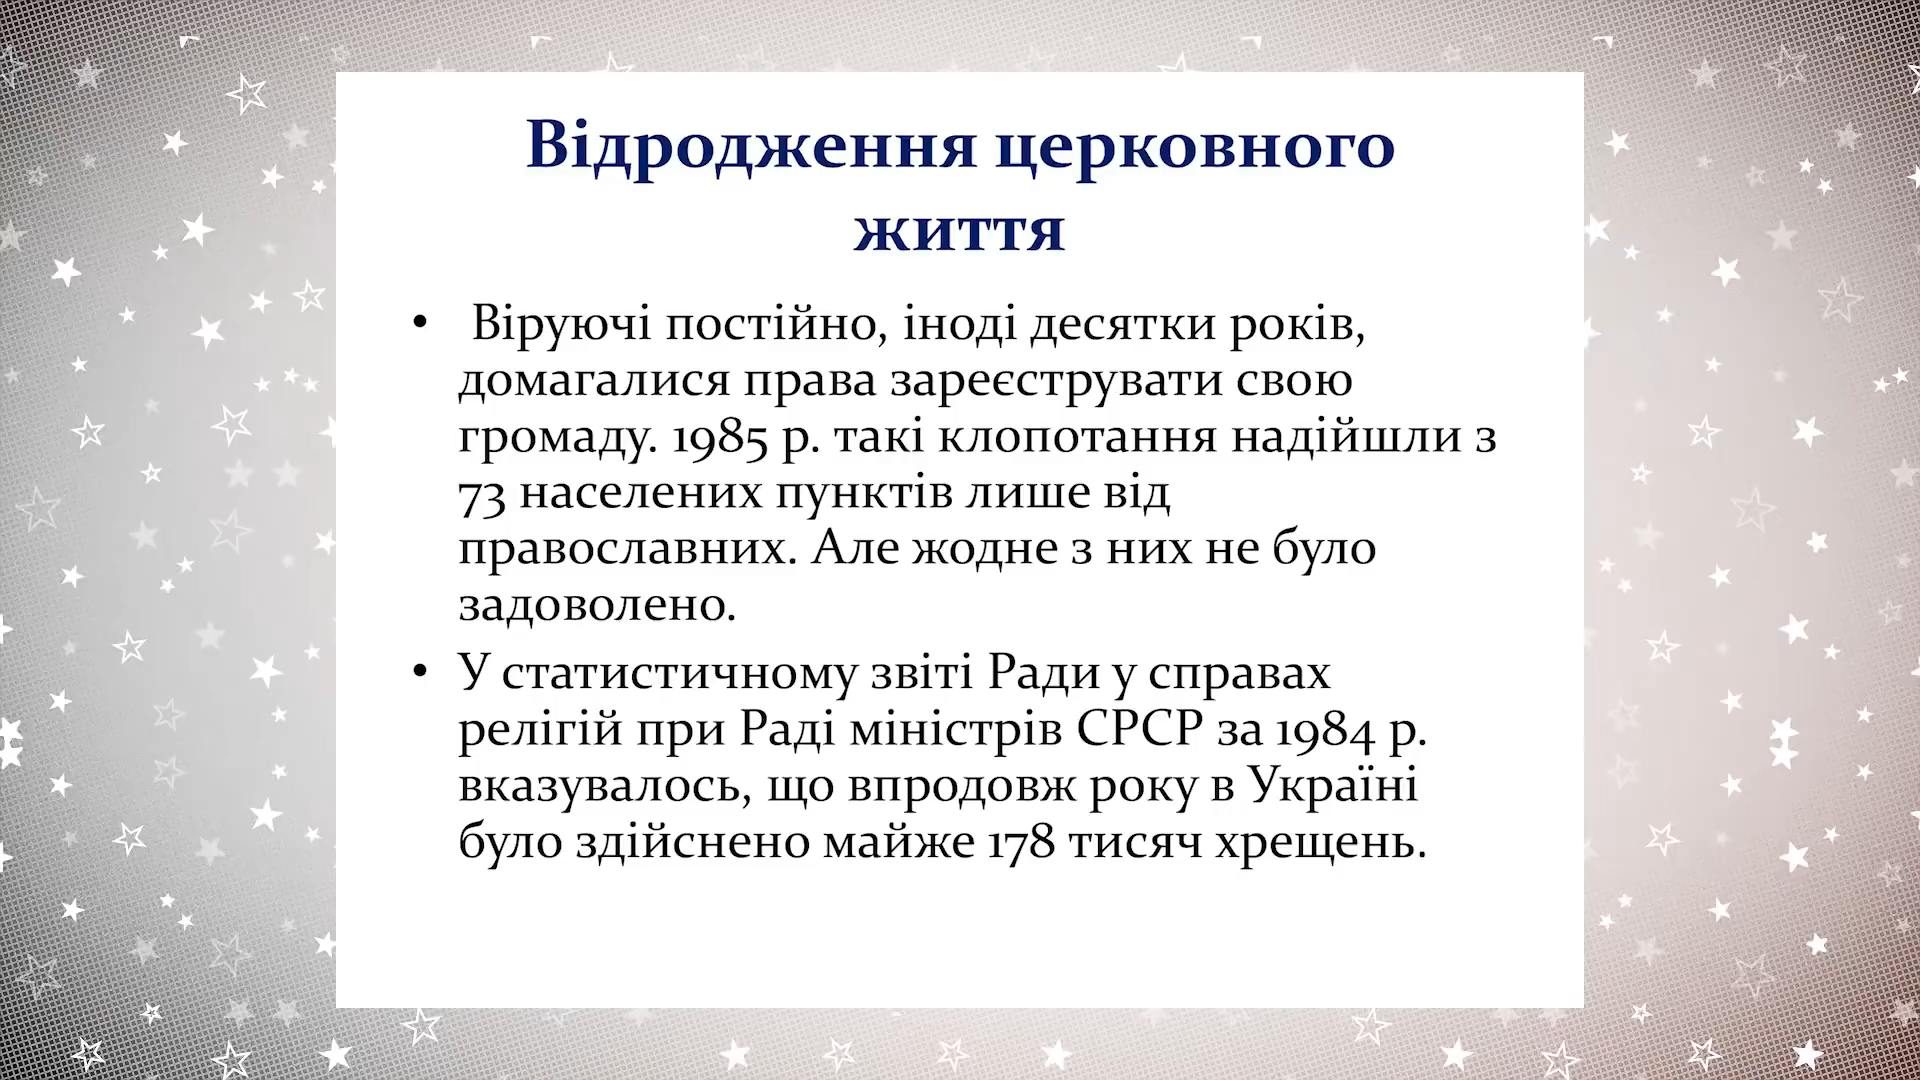 Відродження церковного
життя
• Віруючі постійно, іноді десятки років,
домагалися права зареєструвати свою
громаду. 1985 р. такі клопотання надійшли з
73 населених пунктів лише від
православних. Але жодне з них не було
задоволено.
• У статистичному звіті Ради у справах
релігій при Раді міністрів СРСР за 1984 р.
вказувалось, що впродовж року в Україні
було здійснено майже 178 тисяч хрещень.